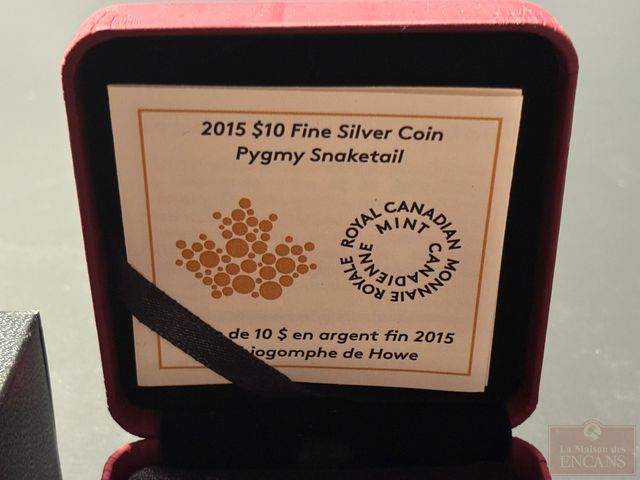 2015 $10 Fine Silver Coin
Pygmy Snaketail
ROYAL CANADIAN MINT
MONNAIE ROYALE CANADIENNE
de 10 $ en argent fin 2015
de Howe
La Maison des
ENCANS